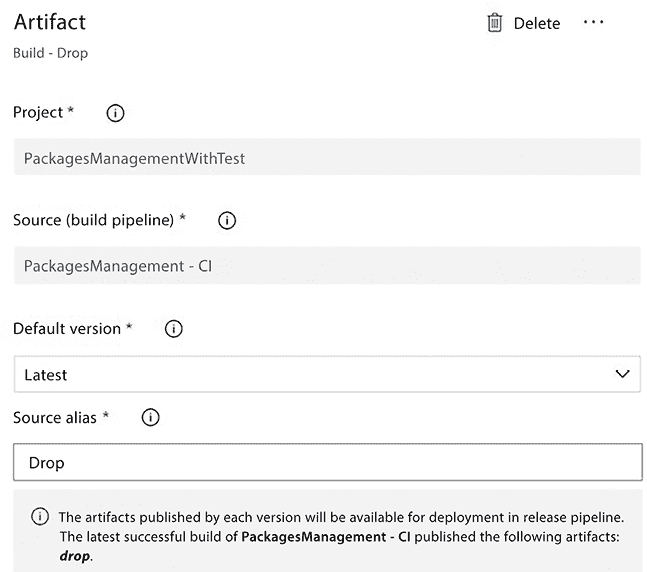 Artifact
Delete ...
Build - Drop
Project *
PackagesManagementWithTest
Source (build pipeline) *
PackagesManagement - CI
Default version *
Latest
Source alias *
Drop
The artifacts published by each version will be available for deployment in release pipeline.
The latest successful build of PackagesManagement - CI published the following artifacts:
drop.